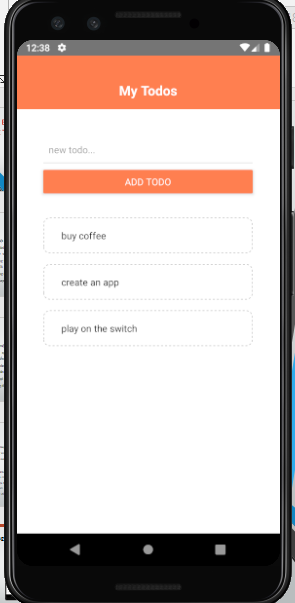 12:38
My Todos
new todo...
ADD TODO
buy coffee
create an app
play on the switch